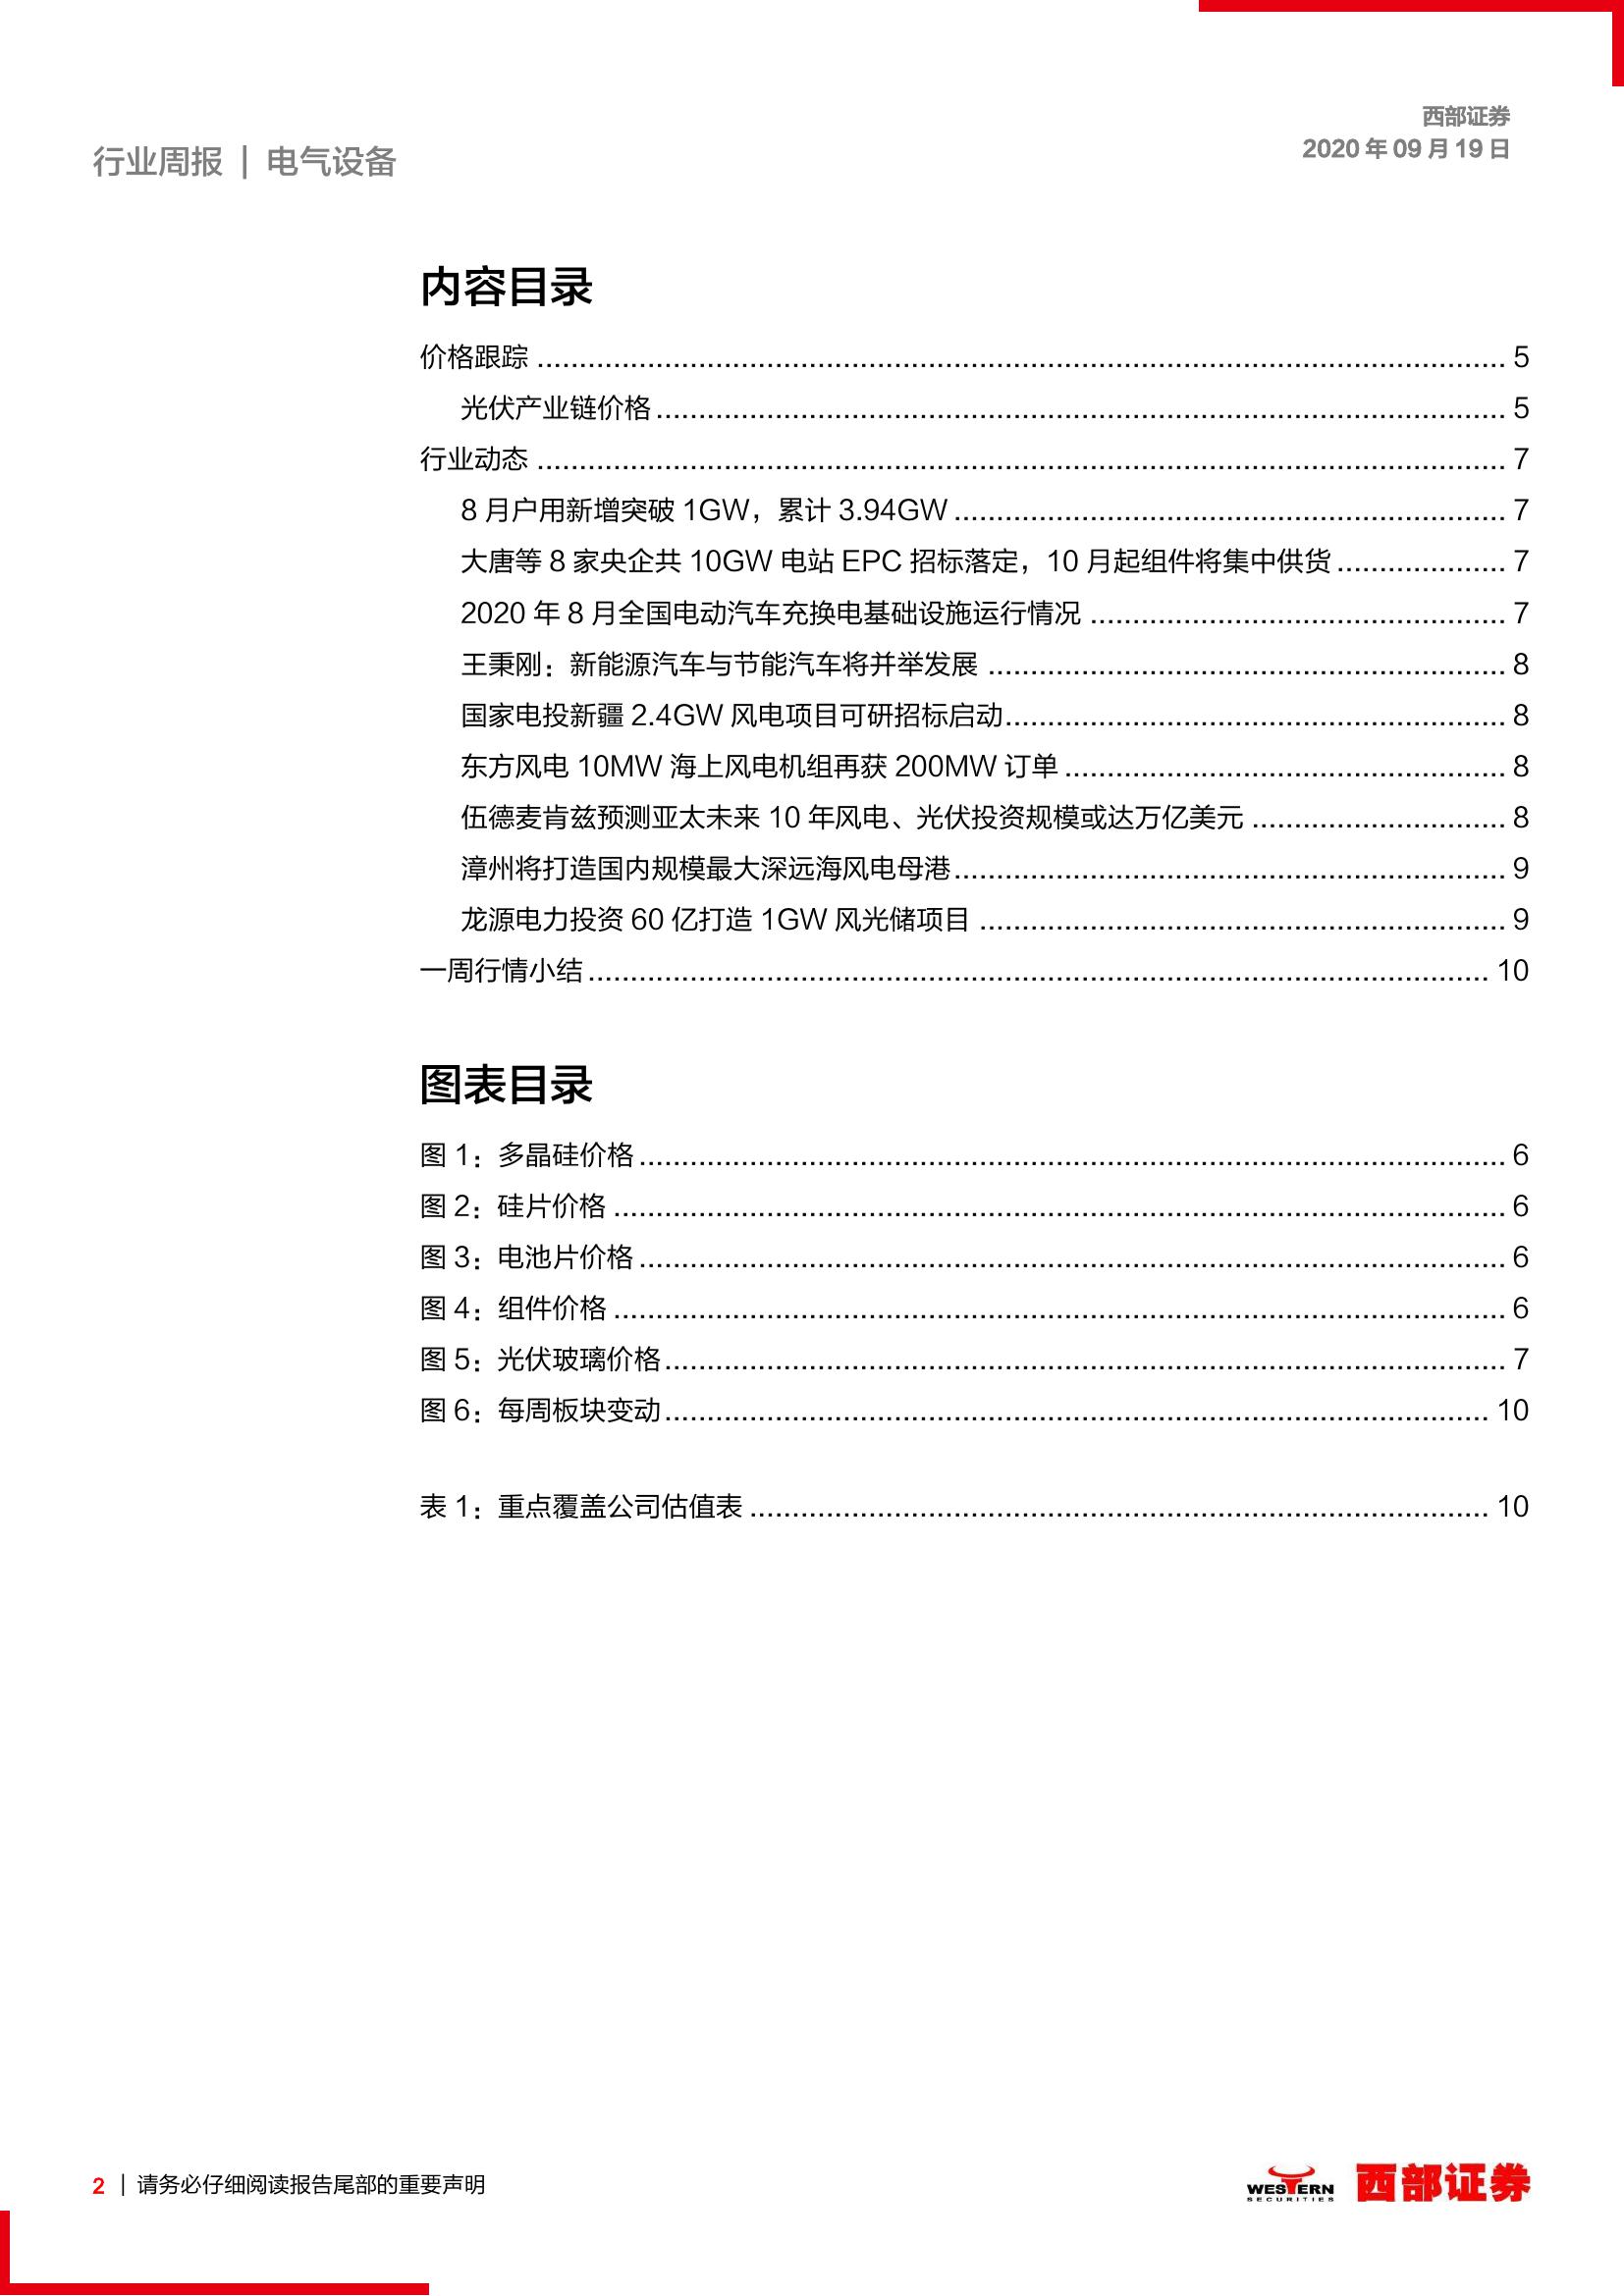 西部证券
2020 年 09 月 19 日
行业周报 | 电气设备
内容目录
价格跟踪 ........ 5
光伏产业链价格 ........ 5
行业动态 ........ 7
8 月户用新增突破 1GW，累计 3.94GW ........ 7
大唐等 8 家央企共 10GW 电站 EPC 招标落定，10 月起组件将集中供货 ........ 7
2020 年 8 月全国电动汽车充换电基础设施运行情况 ........ 7
王秉刚：新能源汽车与节能汽车将并举发展 ........ 8
国家电投新疆 2.4GW 风电项目可研招标启动 ........ 8
东方风电 10MW 海上风电机组再获 200MW 订单 ........ 8
伍德麦肯兹预测亚太未来 10 年风电、光伏投资规模或达万亿美元 ........ 8
漳州将打造国内规模最大深远海风电母港 ........ 9
龙源电力投资 60 亿打造 1GW 风光储项目 ........ 9
一周行情小结 ........ 10
图表目录
图 1：多晶硅价格 ........ 6
图 2：硅片价格 ........ 6
图 3：电池片价格 ........ 6
图 4：组件价格 ........ 6
图 5：光伏玻璃价格 ........ 7
图 6：每周板块变动 ........ 10
表 1：重点覆盖公司估值表 ........ 10
2 | 请务必仔细阅读报告尾部的重要声明
WESTERN
SECURITIES
西部证券